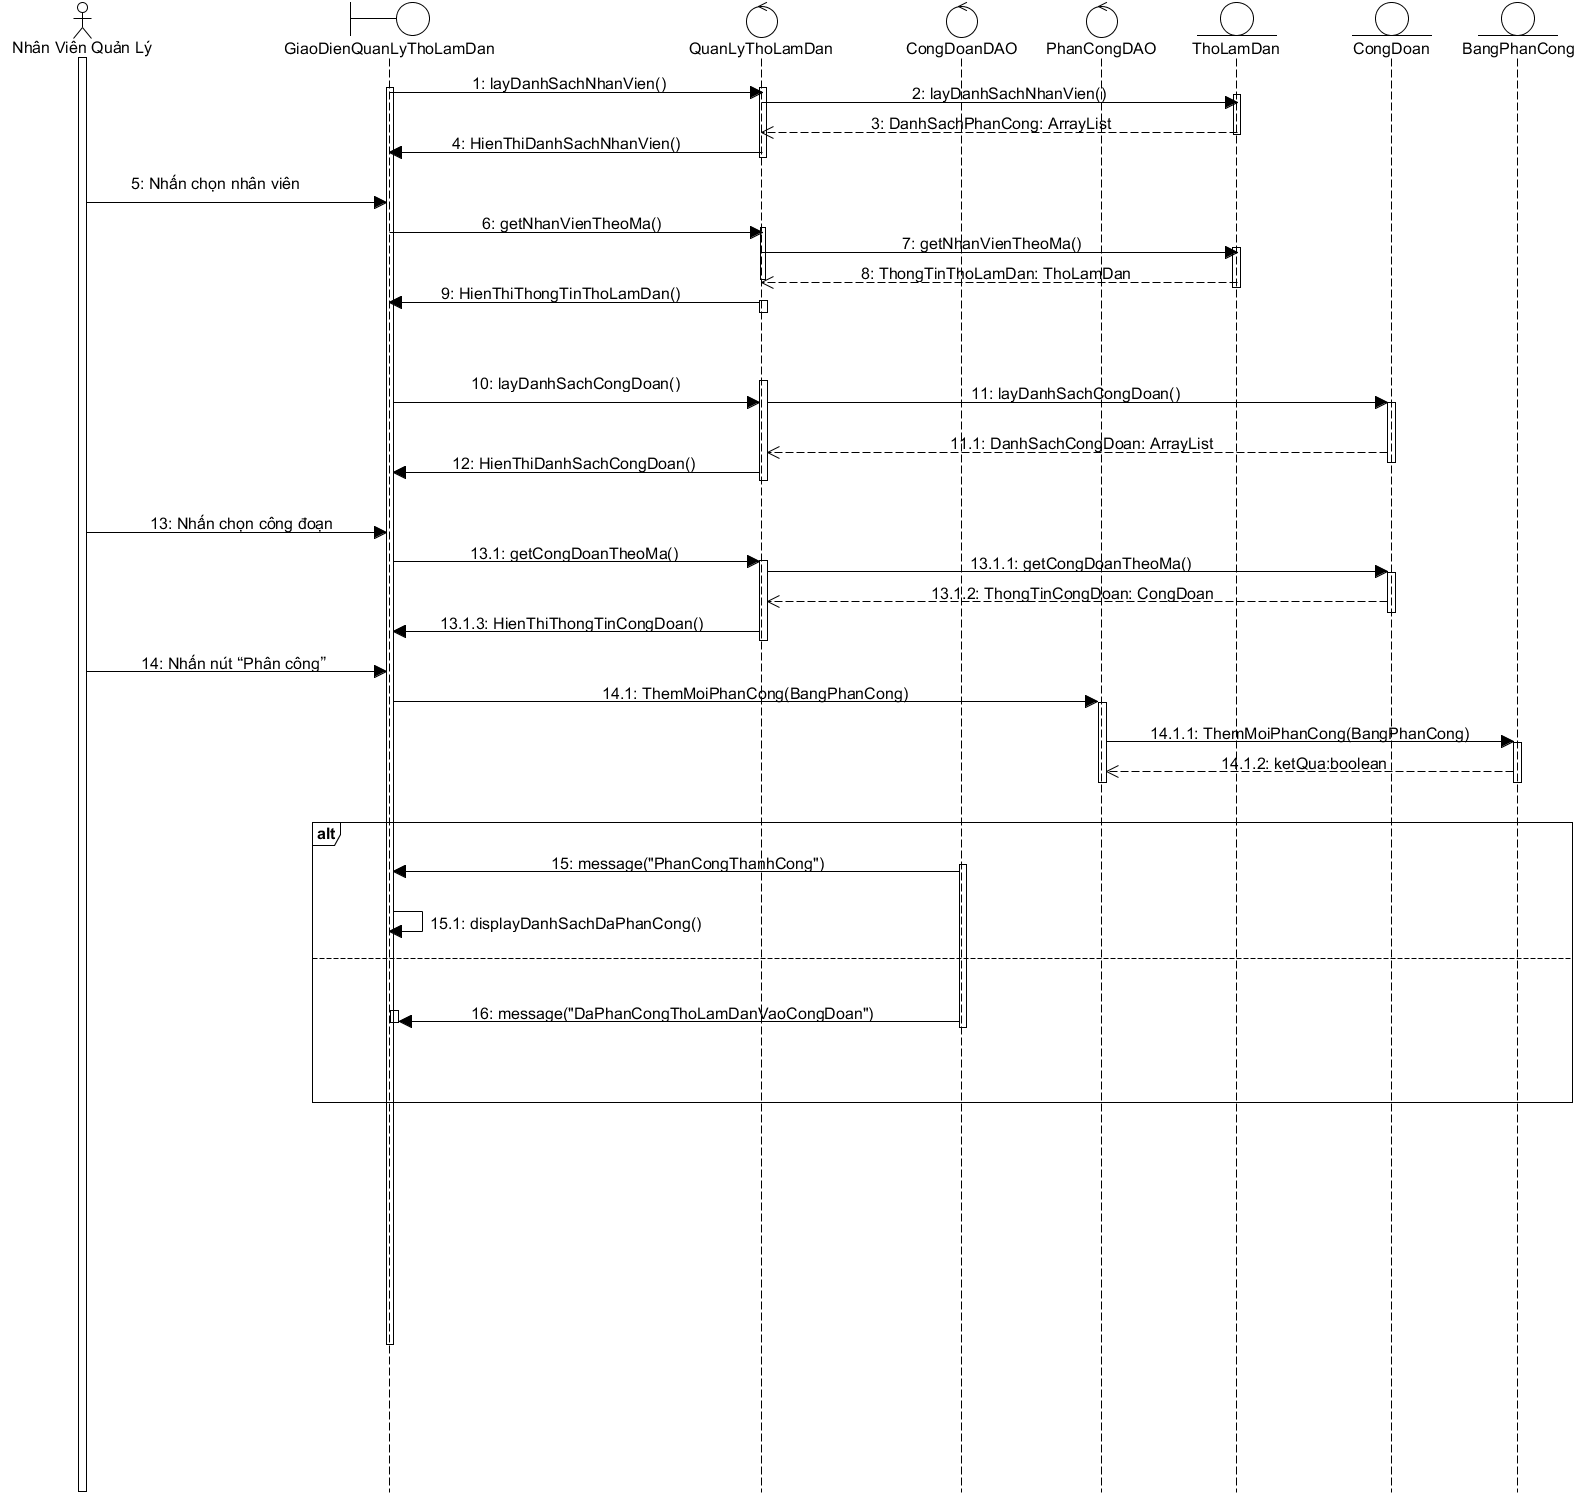 Nhân Viên Quản Lý
GiaoDienQuanLyThoLamDan
QuanLyThoLamDan
CongDoanDAO
PhanCongDAO
ThoLamDan
CongDoan
BangPhanCong
1: layDanhSachNhanVien()
2: layDanhSachNhanVien()
3: DanhSachPhanCong: ArrayList
4: HienThiDanhSachNhanVien()
5: Nhấn chọn nhân viên
6: getNhanVienTheoMa()
7: getNhanVienTheoMa()
8: ThongTinThoLamDan: ThoLamDan
9: HienThiThongTinThoLamDan()
10: layDanhSachCongDoan()
11: layDanhSachCongDoan()
11.1: DanhSachCongDoan: ArrayList
12: HienThiDanhSachCongDoan()
13: Nhấn chọn công đoạn
13.1: getCongDoanTheoMa()
13.1.1: getCongDoanTheoMa()
13.1.2: ThongTinCongDoan: CongDoan
13.1.3: HienThiThongTinCongDoan()
14: Nhấn nút “Phân công”
14.1: ThemMoiPhanCong(BangPhanCong)
14.1.1: ThemMoiPhanCong(BangPhanCong)
14.1.2: ketQua:boolean
alt
15: message("PhanCongThanhCong")
15.1: displayDanhSachDaPhanCong()
16: message("DaPhanCongThoLamDanVaoCongDoan")